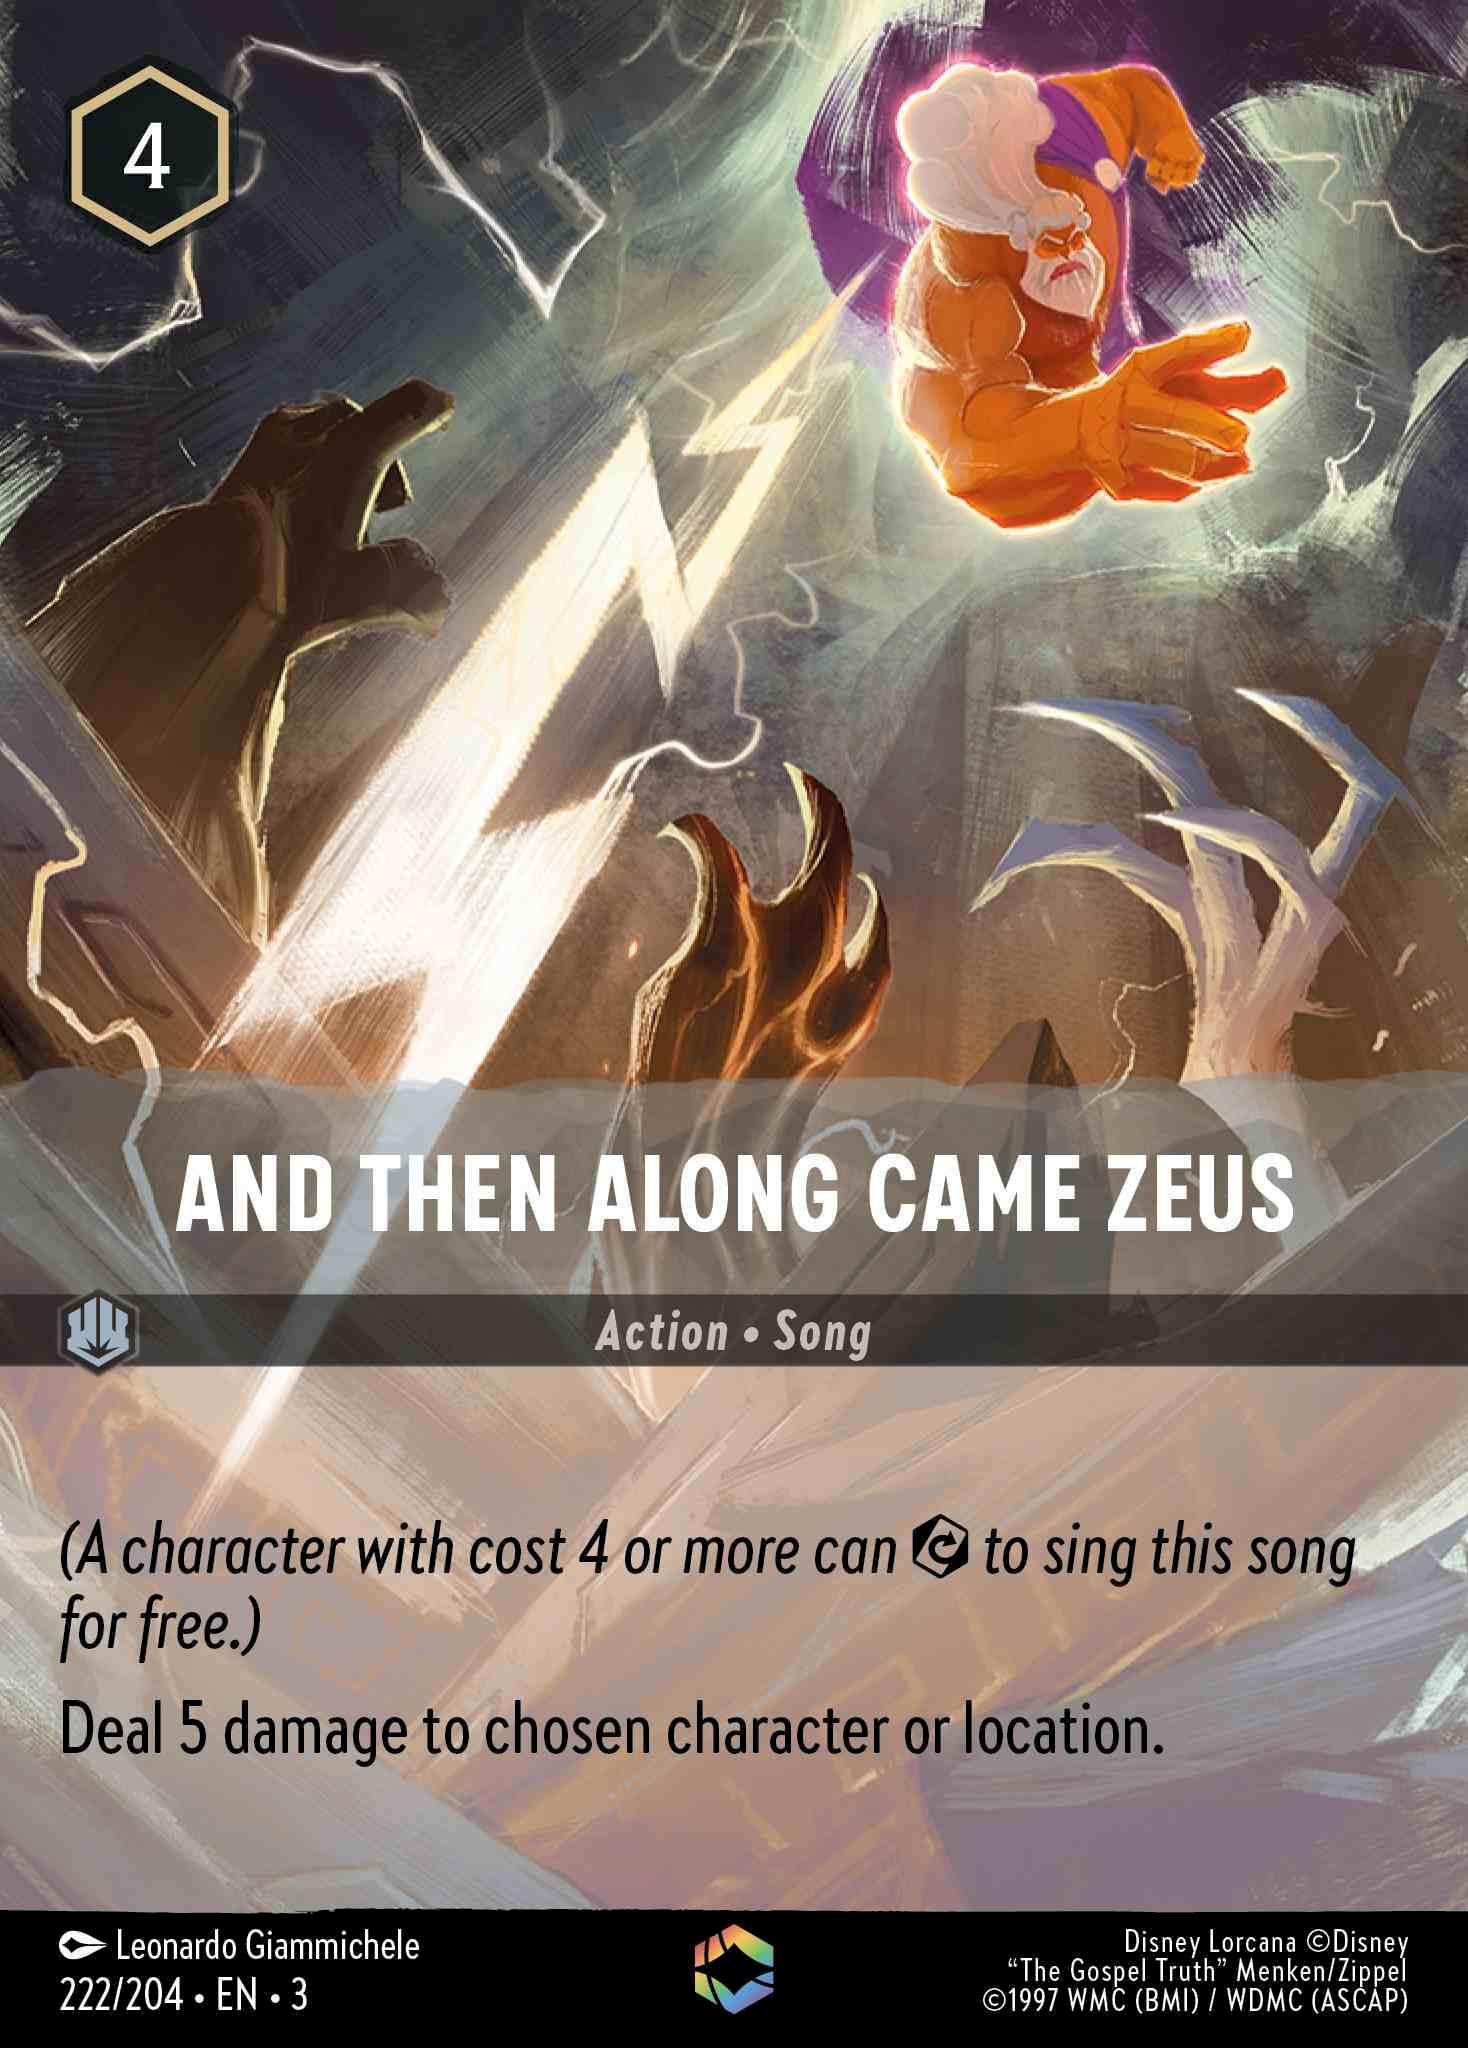 4
AND THEN ALONG CAME ZEUS
Action • Song
(A character with cost 4 or more can to sing this song
for free.)
Deal 5 damage to chosen character or location.
Leonardo Giammichele
222/204 • EN • 3
Disney Lorcana ©Disney
“The Gospel Truth” Menken/Zippel
©1997 WMC (BMI) / WDMC (ASCAP)